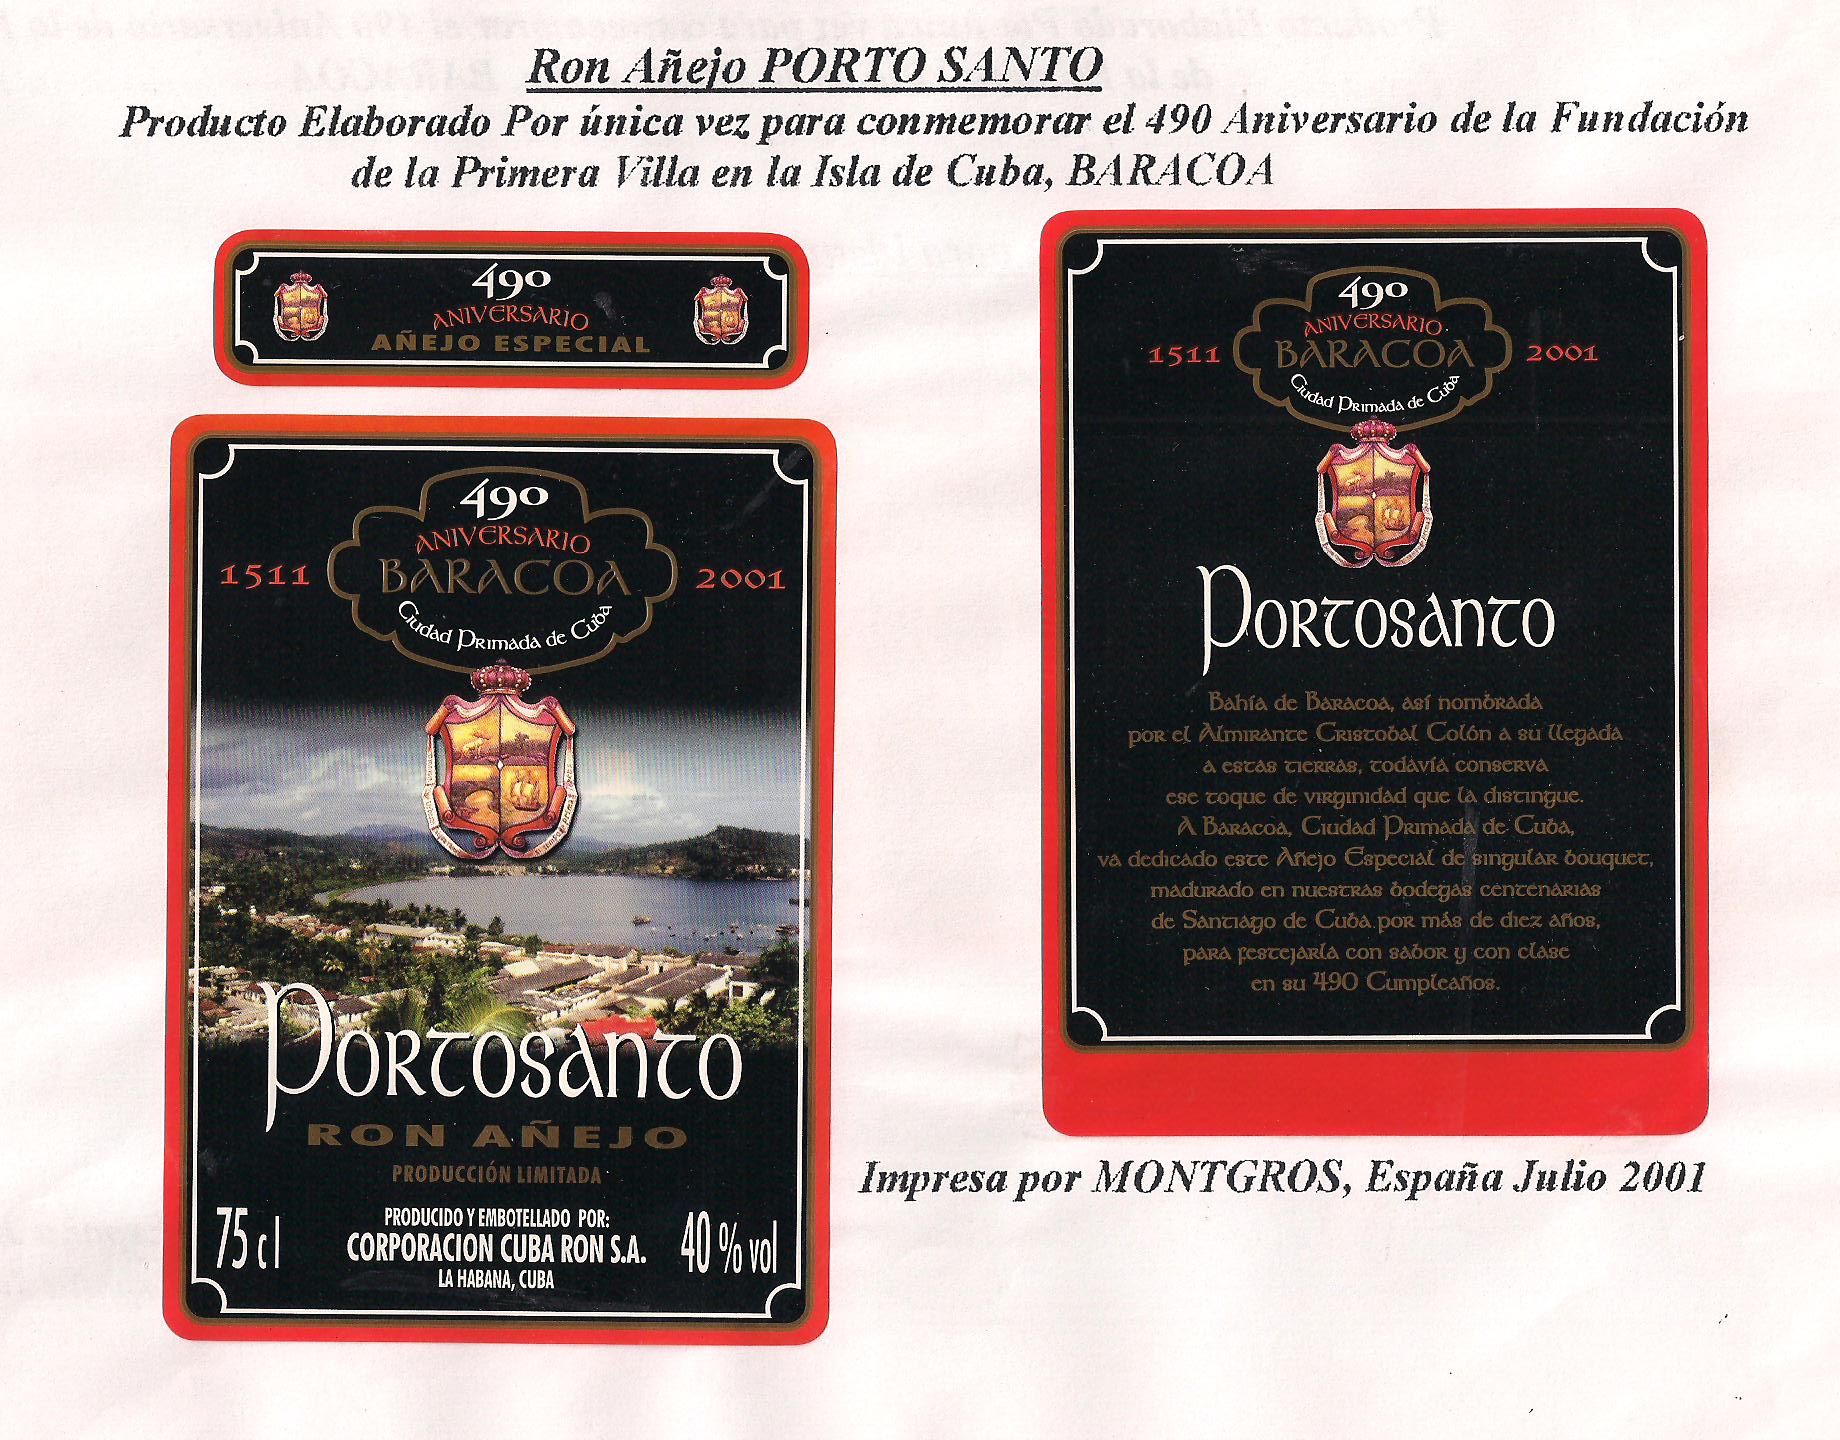 Ron Añejo PORTO SANTO
Producto Elaborado Por única vez para conmemorar el 490 Aniversario de la Fundación
de la Primera Villa en la Isla de Cuba, BARACOA
490
ANIVERSARIO
AÑEJO ESPECIAL
490
ANIVERSARIO
1511 BARACOA 2001
Ciudad Primada de Cuba
PORTOSANTO
RON AÑEJO
PRODUCCIÓN LIMITADA
75 cl
PRODUCIDO Y EMBOTELLADO POR:
CORPORACION CUBA RON S.A.
LA HABANA, CUBA
40 % vol
490
ANIVERSARIO
1511 BARACOA 2001
Ciudad Primada de Cuba
PORTOSANTO
Bahía de Baracoa, así nombrada
por el Almirante Cristobal Colón a su llegada
a estas tierras, todavía conserva
ese toque de virginidad que la distingue.
A Baracoa, Ciudad Primada de Cuba,
va dedicado este Añejo Especial de singular bouquet,
madurado en nuestras bodegas centenarias
de Santiago de Cuba por más de diez años,
para festejarla con sabor y con clase
en su 490 Cumpleaños.
Impresa por MONTGROS, España Julio 2001